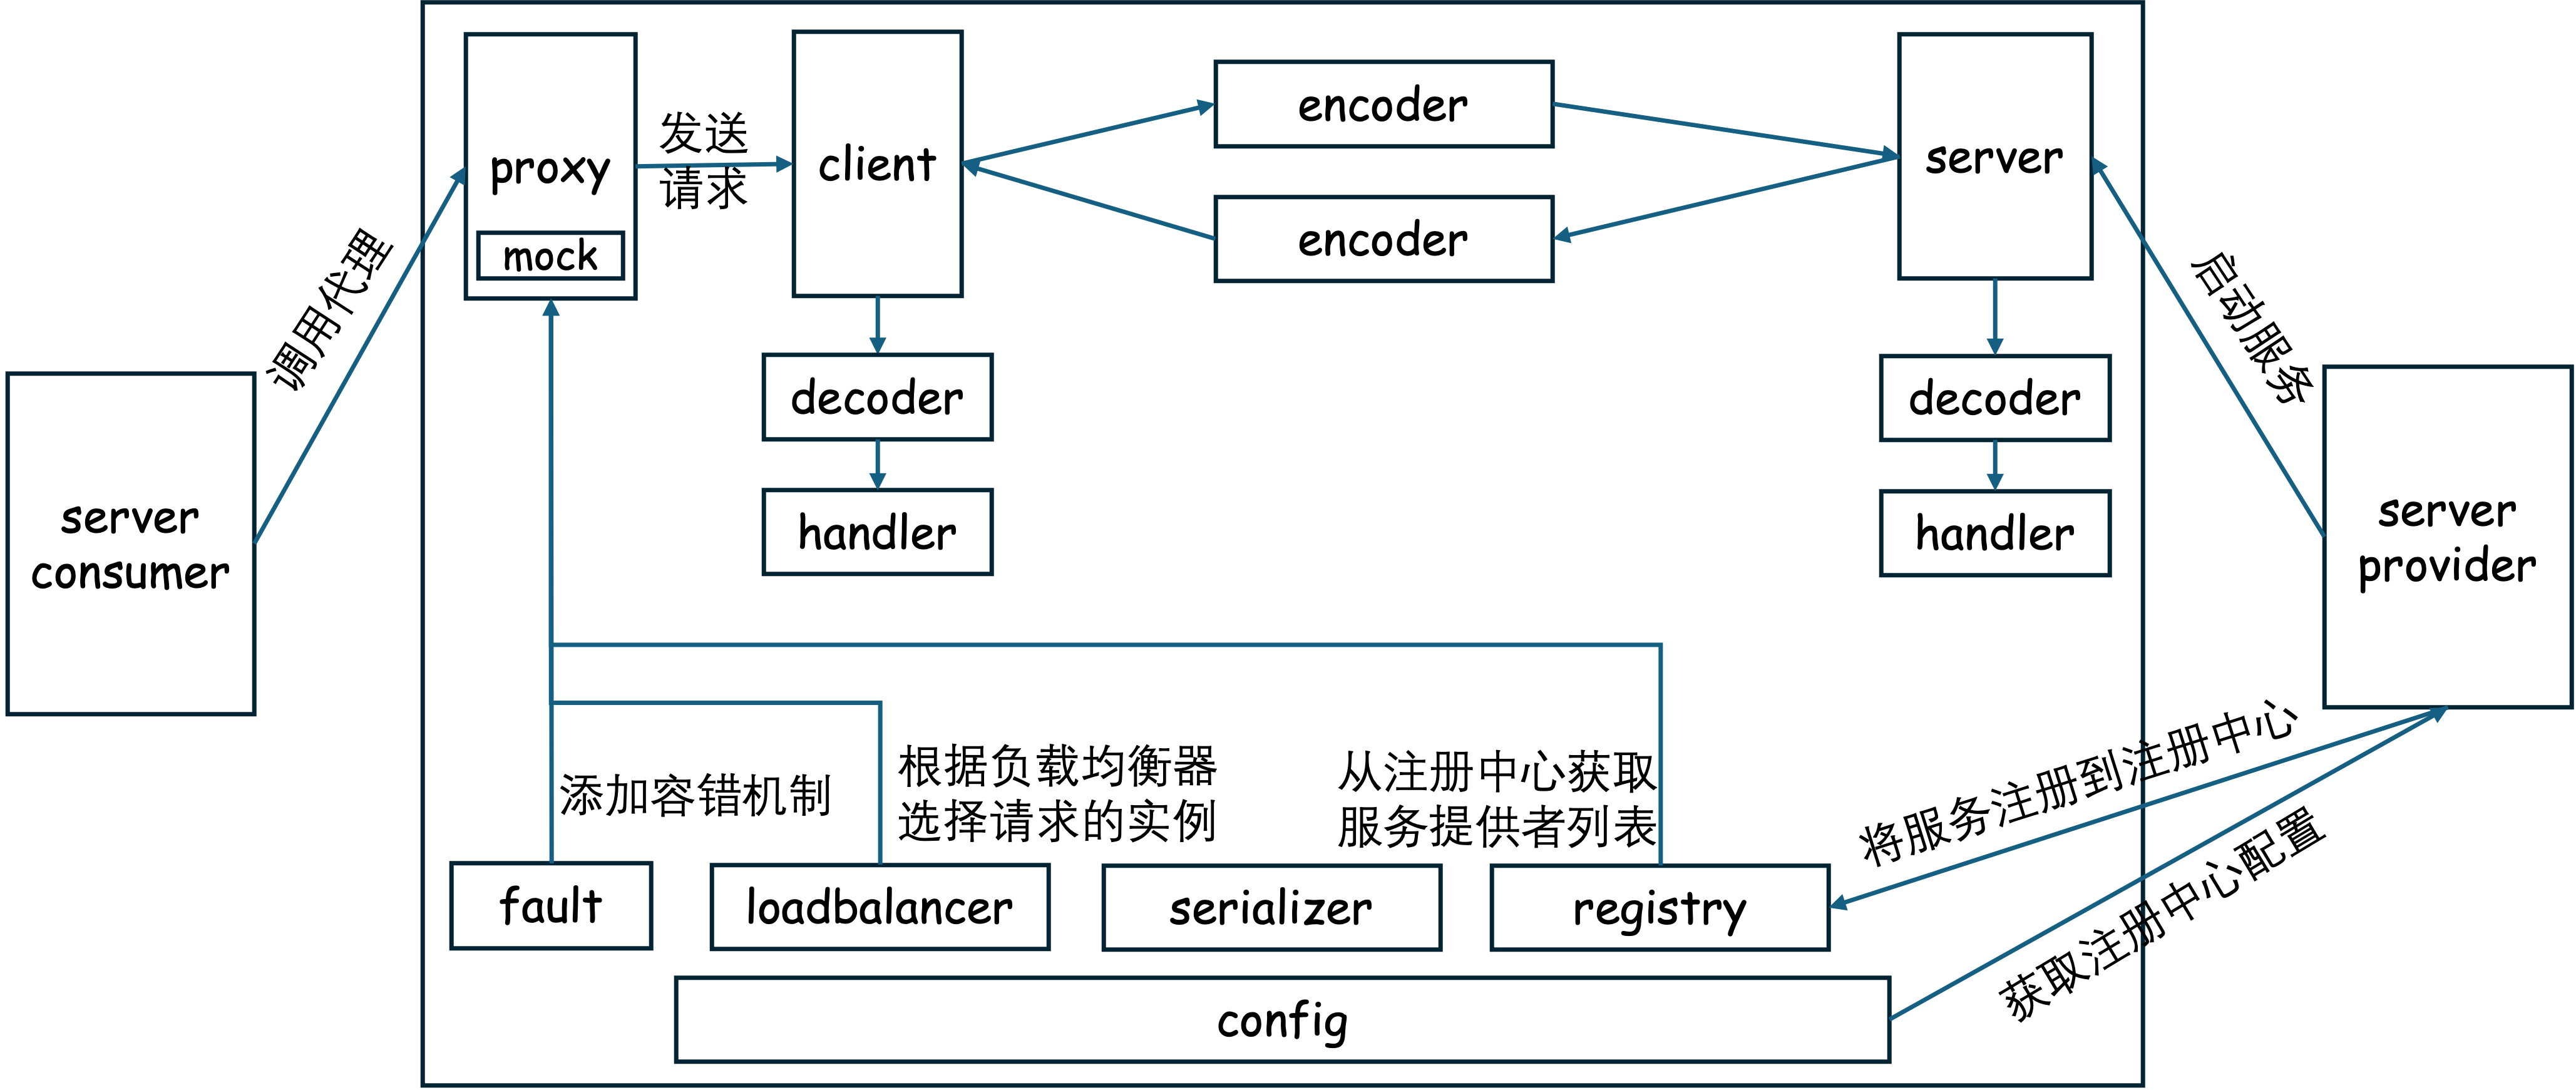 proxy
mock
发送
请求
client
encoder
encoder
server
调用代理
启动服务
decoder
handler
decoder
handler
server
consumer
server
provider
添加容错机制
根据负载均衡器
选择请求的实例
从注册中心获取
服务提供者列表
将服务注册到注册中心
获取注册中心配置
fault
loadbalancer
serializer
registry
config